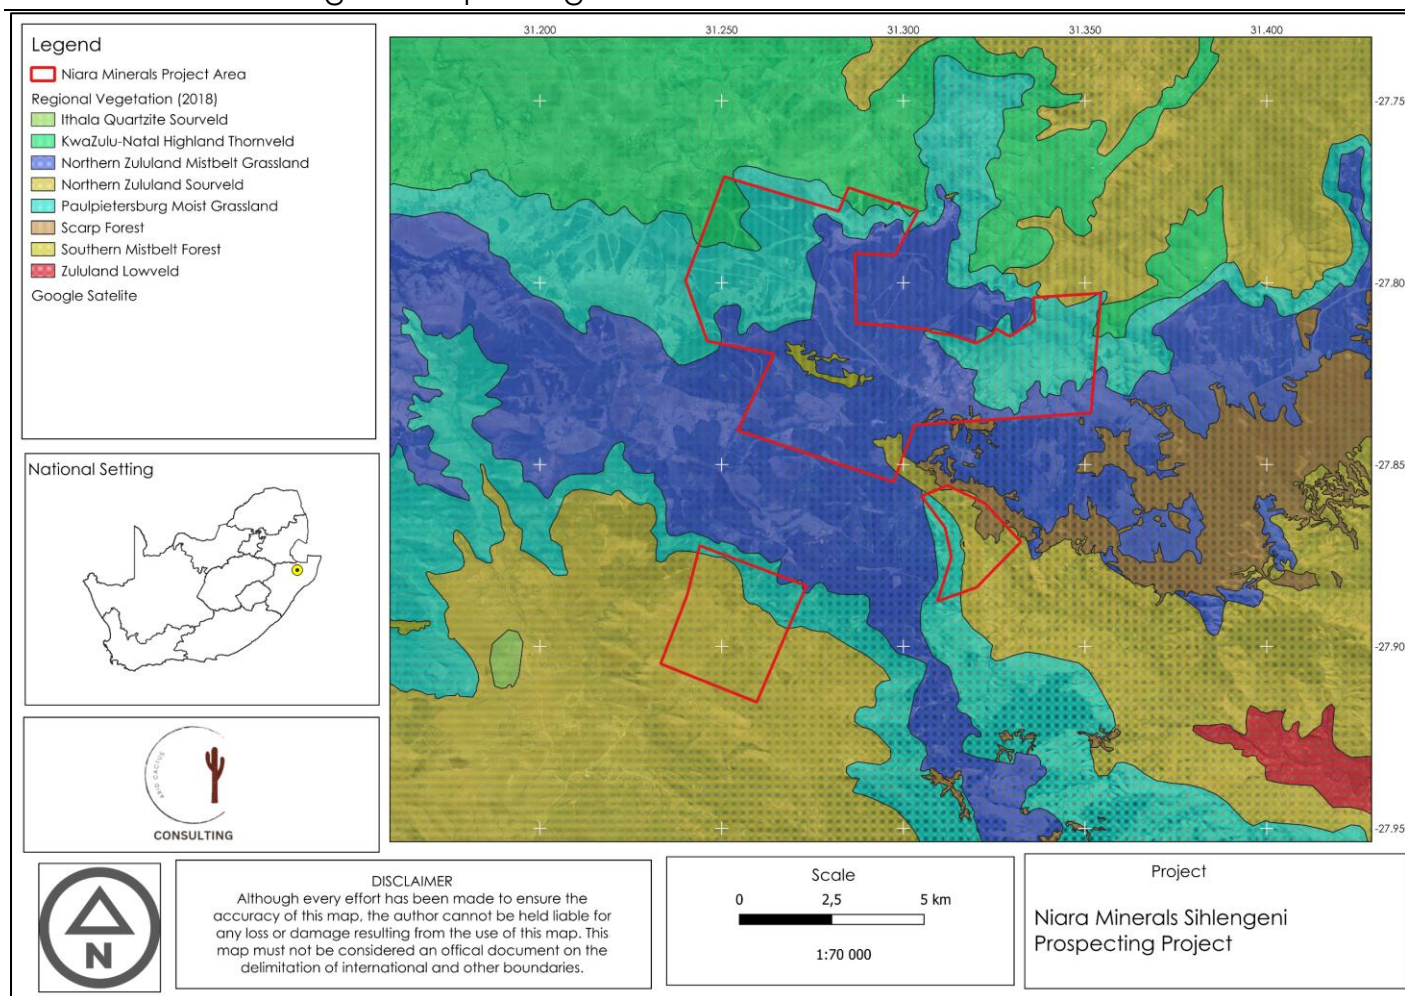 Legend
Niara Minerals Project Area
Regional Vegetation (2018)
Ithala Quartzite Sourveld
KwaZulu-Natal Highland Thornveld
Northern Zululand Mistbelt Grassland
Northern Zululand Sourveld
Paulpietersburg Moist Grassland
Scarp Forest
Southern Mistbelt Forest
Zululand Lowveld
Google Satelite
31.200 31.250 31.300 31.350 31.400
-27.75
-27.80
-27.85
-27.90
-27.95
National Setting
ARID CACTUS
CONSULTING
N
DISCLAIMER
Although every effort has been made to ensure the
accuracy of this map, the author cannot be held liable for
any loss or damage resulting from the use of this map. This
map must not be considered an offical document on the
delimitation of international and other boundaries.
Scale
0 2,5 5 km
1:70 000
Project
Niara Minerals Sihlengeni
Prospecting Project